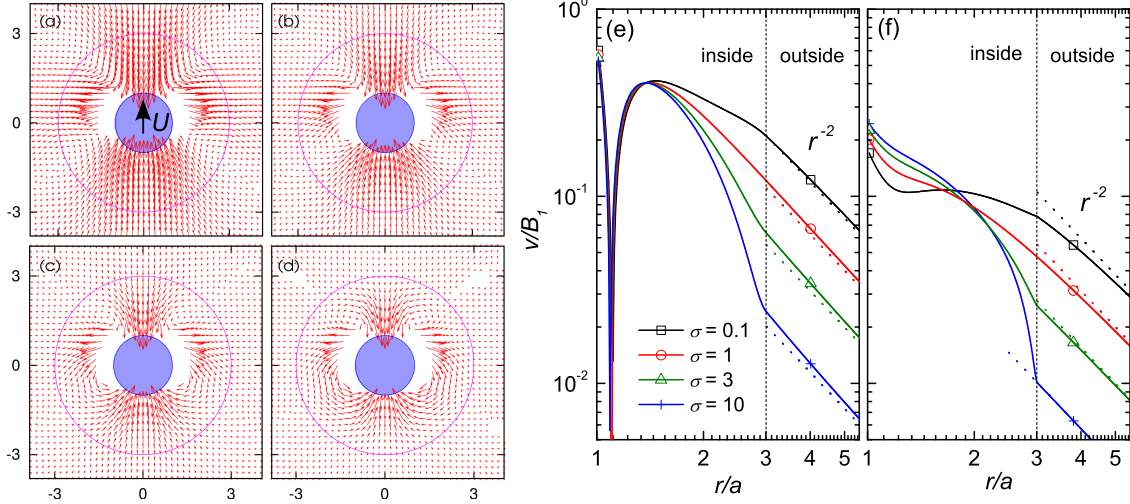 (a)
(b)
3
0
-3
U
(c)
(d)
3
0
-3
-3 0 3
-3 0 3
v/B₁
10⁰
10⁻¹
10⁻²
(e)
inside outside
r⁻²
σ = 0.1
σ = 1
σ = 3
σ = 10
1 2 3 4 5
r/a
(f)
inside outside
r⁻²
1 2 3 4 5
r/a